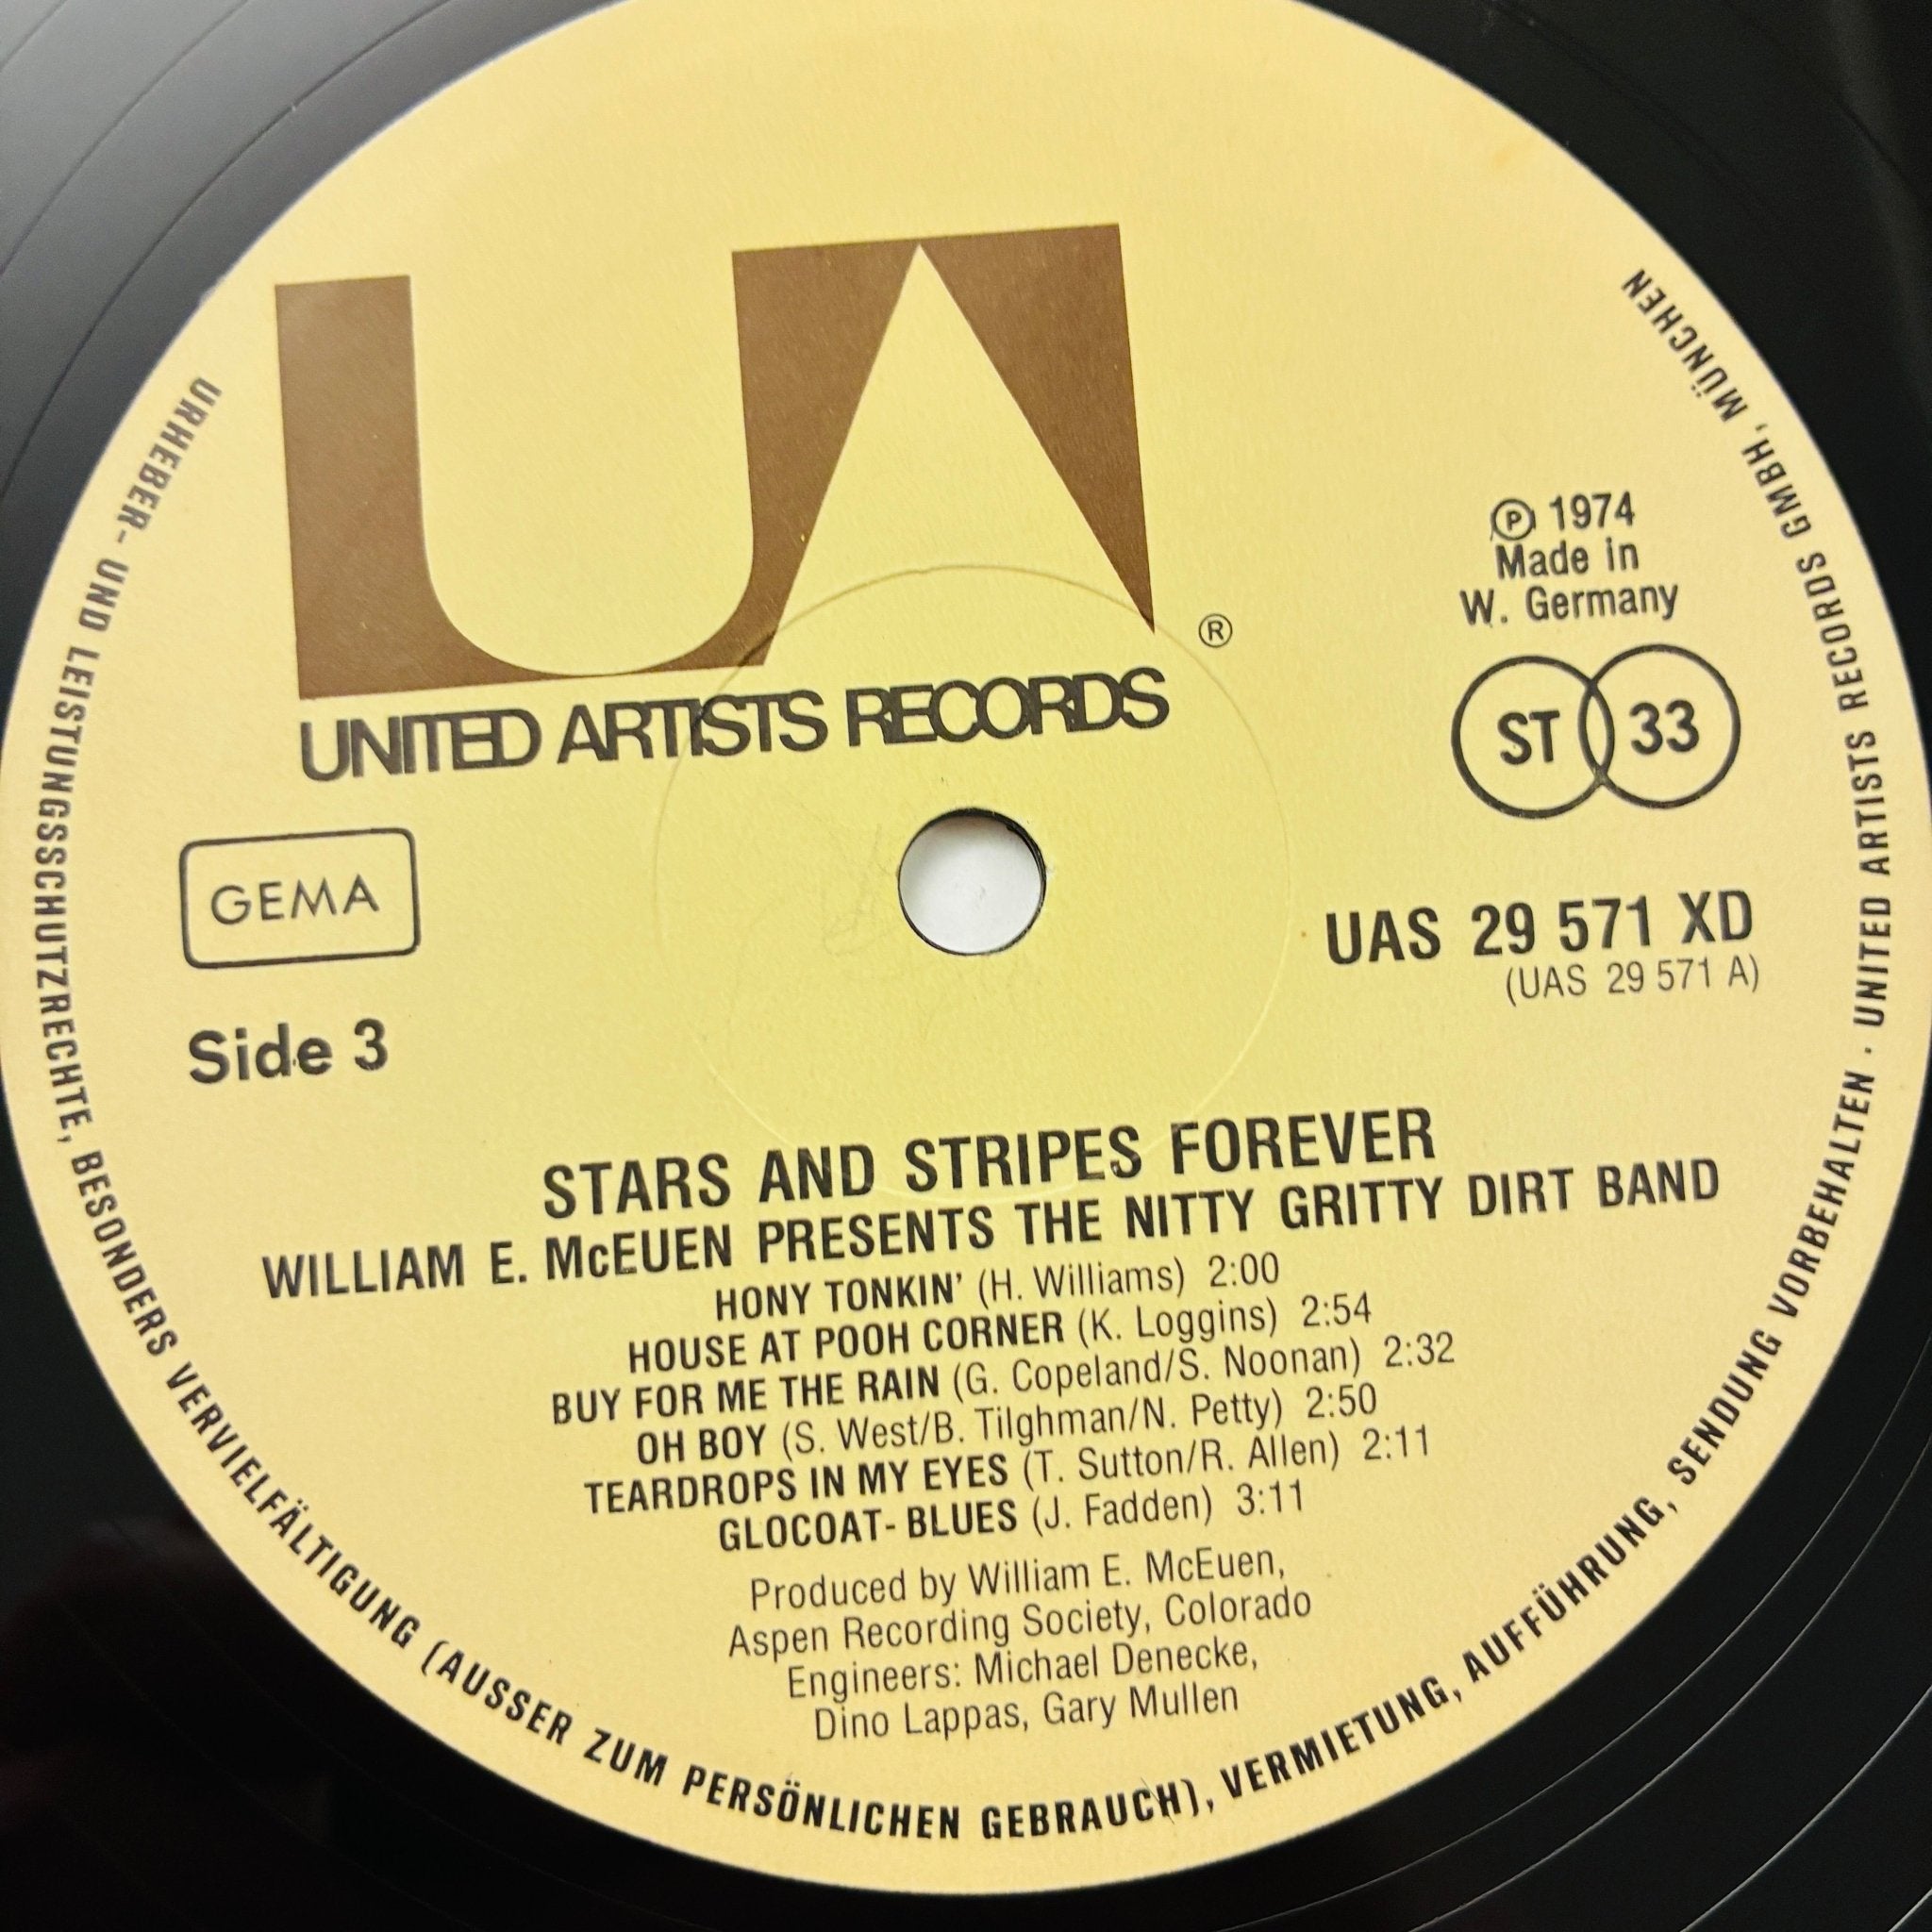 UA
®
UNITED ARTISTS RECORDS
Ⓟ 1974
Made in
W. Germany
ST 33
GEMA
UAS 29 571 XD
(UAS 29 571 A)
Side 3
STARS AND STRIPES FOREVER
WILLIAM E. McEUEN PRESENTS THE NITTY GRITTY DIRT BAND
HONY TONKIN' (H. Williams) 2:00
HOUSE AT POOH CORNER (K. Loggins) 2:54
BUY FOR ME THE RAIN (G. Copeland/S. Noonan) 2:32
OH BOY (S. West/B. Tilghman/N. Petty) 2:50
TEARDROPS IN MY EYES (T. Sutton/R. Allen) 2:11
GLOCOAT-BLUES (J. Fadden) 3:11
Produced by William E. McEuen,
Aspen Recording Society, Colorado
Engineers: Michael Denecke,
Dino Lappas, Gary Mullen
URHEBER- UND LEISTUNGSSCHUTZRECHTE, BESONDERS VERVIELFÄLTIGUNG (AUSSER ZUM PERSÖNLICHEN GEBRAUCH), VERMIETUNG, AUFFÜHRUNG, SENDUNG VORBEHALTEN · UNITED ARTISTS RECORDS GMBH, MÜNCHEN